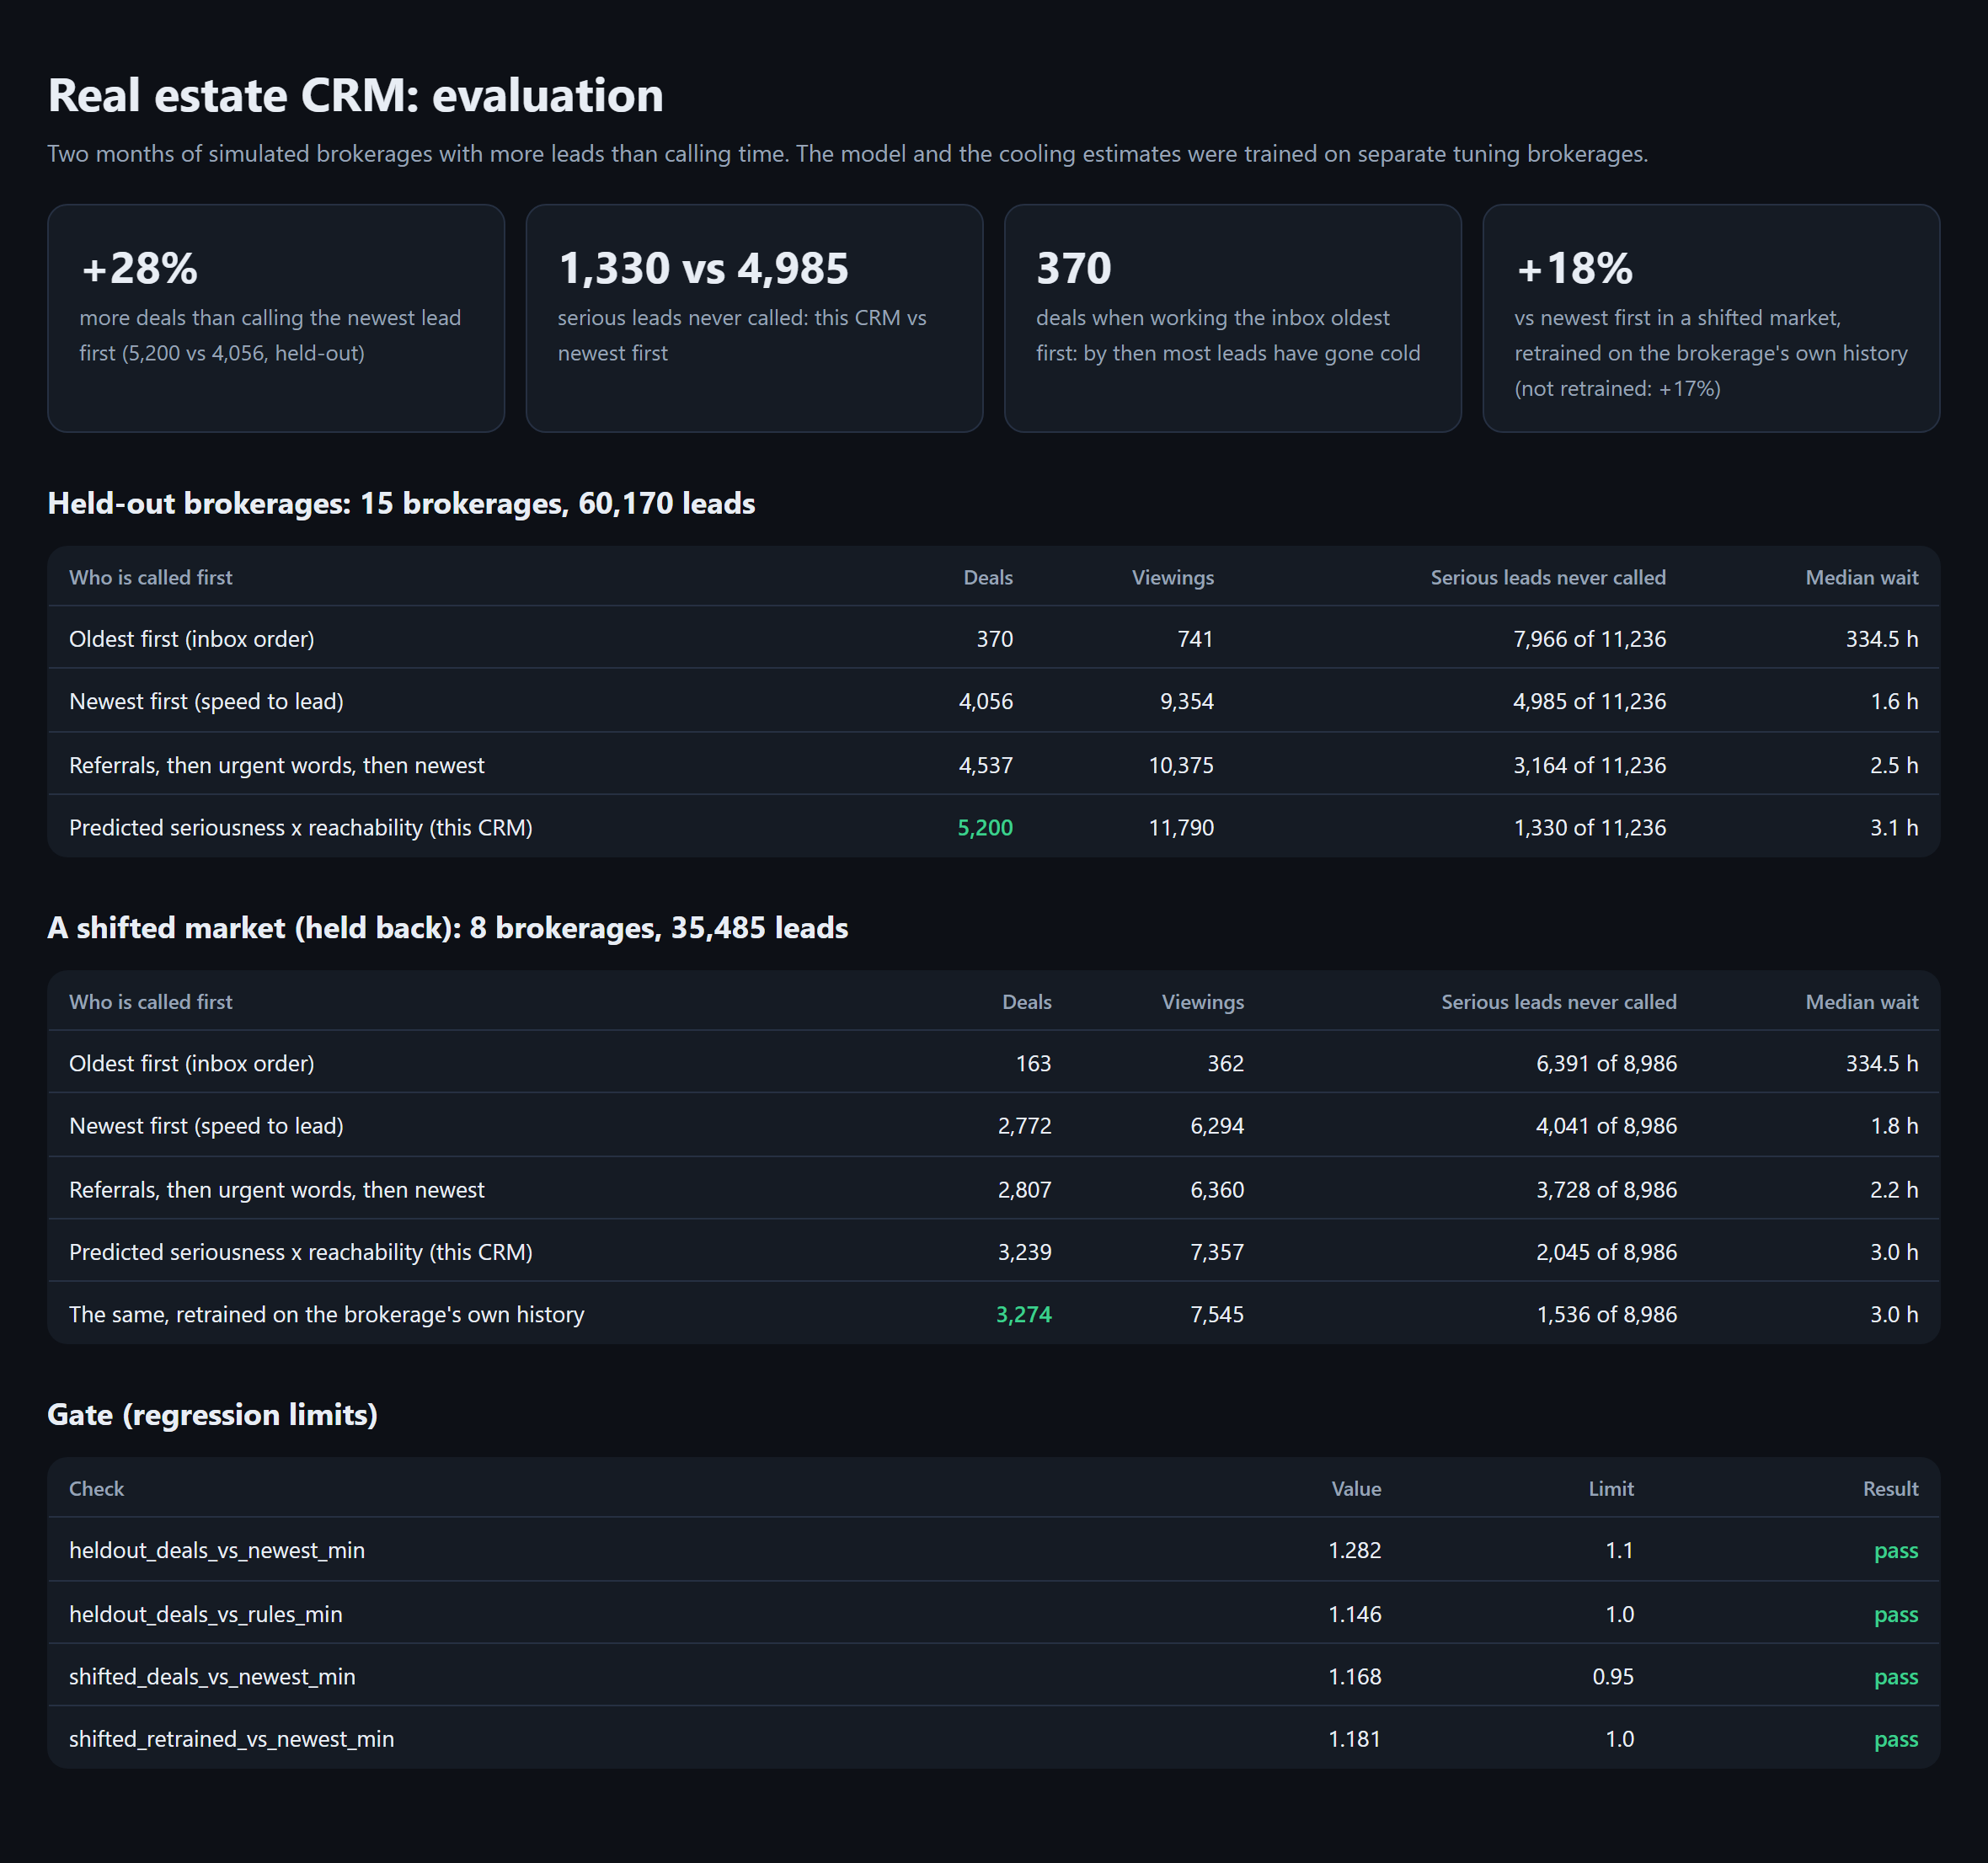 Real estate CRM: evaluation
Two months of simulated brokerages with more leads than calling time. The model and the cooling estimates were trained on separate tuning brokerages.
+28%
more deals than calling the newest lead
first (5,200 vs 4,056, held-out)
1,330 vs 4,985
serious leads never called: this CRM vs
newest first
370
deals when working the inbox oldest
first: by then most leads have gone cold
+18%
vs newest first in a shifted market,
retrained on the brokerage's own history
(not retrained: +17%)
Held-out brokerages: 15 brokerages, 60,170 leads
Who is called first Deals Viewings Serious leads never called Median wait
Oldest first (inbox order) 370 741 7,966 of 11,236 334.5 h
Newest first (speed to lead) 4,056 9,354 4,985 of 11,236 1.6 h
Referrals, then urgent words, then newest 4,537 10,375 3,164 of 11,236 2.5 h
Predicted seriousness x reachability (this CRM) 5,200 11,790 1,330 of 11,236 3.1 h
A shifted market (held back): 8 brokerages, 35,485 leads
Who is called first Deals Viewings Serious leads never called Median wait
Oldest first (inbox order) 163 362 6,391 of 8,986 334.5 h
Newest first (speed to lead) 2,772 6,294 4,041 of 8,986 1.8 h
Referrals, then urgent words, then newest 2,807 6,360 3,728 of 8,986 2.2 h
Predicted seriousness x reachability (this CRM) 3,239 7,357 2,045 of 8,986 3.0 h
The same, retrained on the brokerage's own history 3,274 7,545 1,536 of 8,986 3.0 h
Gate (regression limits)
Check Value Limit Result
heldout_deals_vs_newest_min 1.282 1.1 pass
heldout_deals_vs_rules_min 1.146 1.0 pass
shifted_deals_vs_newest_min 1.168 0.95 pass
shifted_retrained_vs_newest_min 1.181 1.0 pass